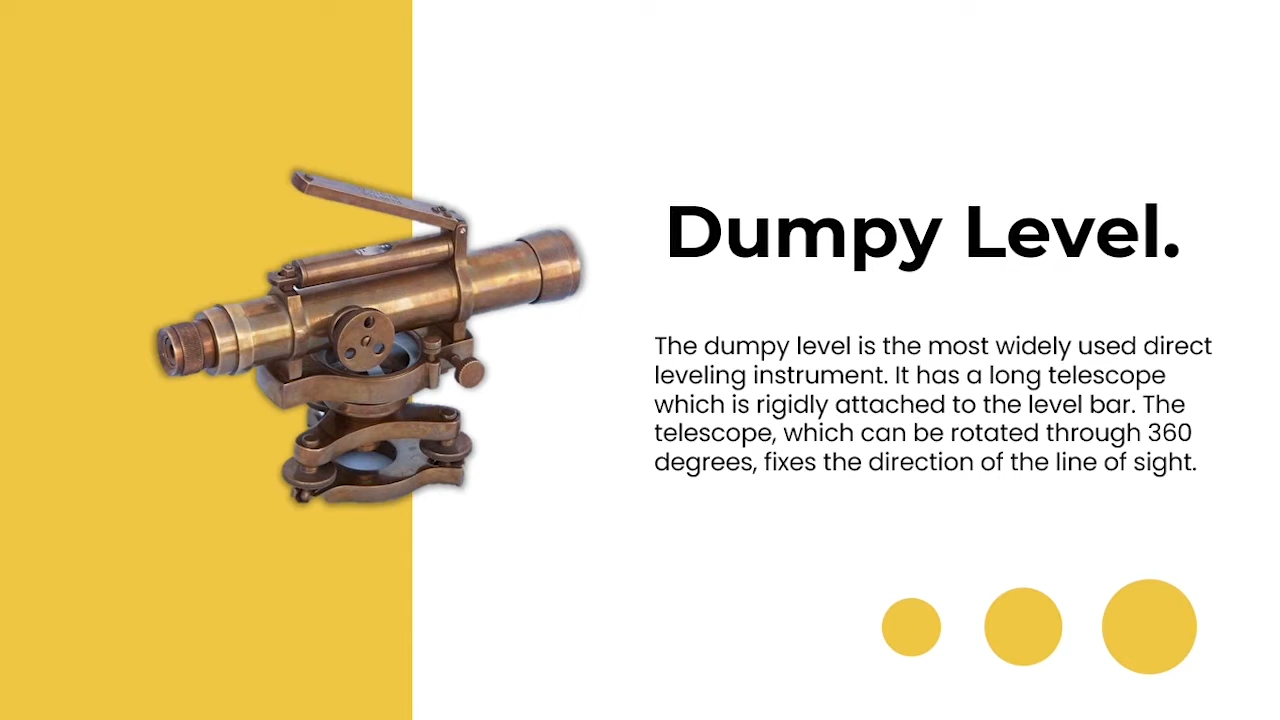 Dumpy Level.
The dumpy level is the most widely used direct
leveling instrument. It has a long telescope
which is rigidly attached to the level bar. The
telescope, which can be rotated through 360
degrees, fixes the direction of the line of sight.